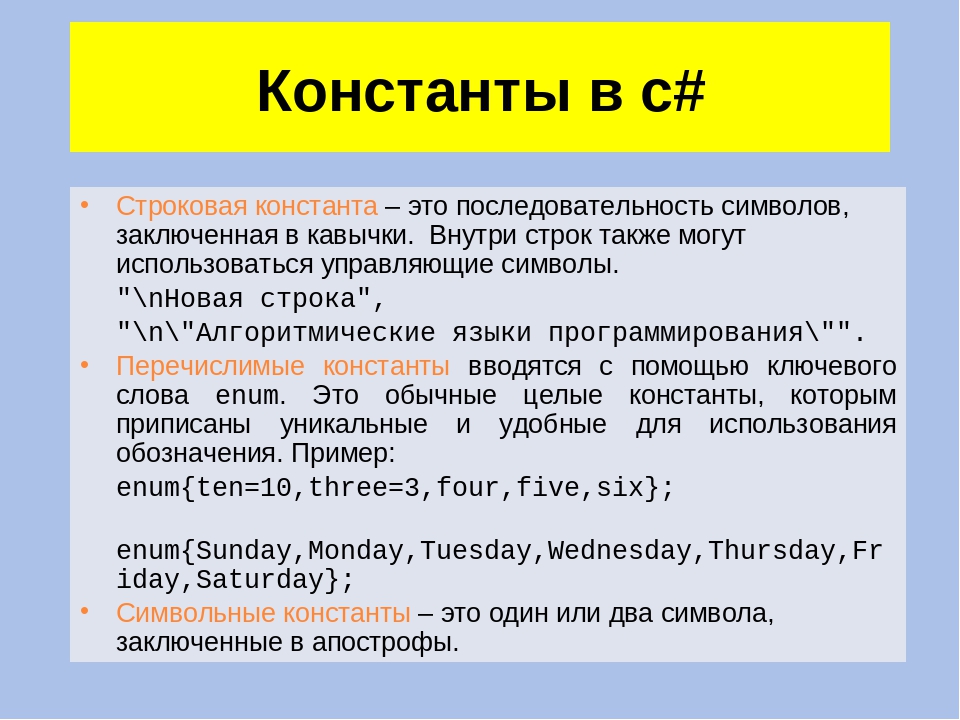 Константы в с#
• Строковая константа – это последовательность символов,
заключенная в кавычки. Внутри строк также могут
использоваться управляющие символы.
"\nНовая строка",
"\n\"Алгоритмические языки программирования\"".
• Перечислимые константы вводятся с помощью ключевого
слова enum. Это обычные целые константы, которым
приписаны уникальные и удобные для использования
обозначения. Пример:
enum{ten=10,three=3,four,five,six};
enum{Sunday,Monday,Tuesday,Wednesday,Thursday,Fr
iday,Saturday};
• Символьные константы – это один или два символа,
заключенные в апострофы.